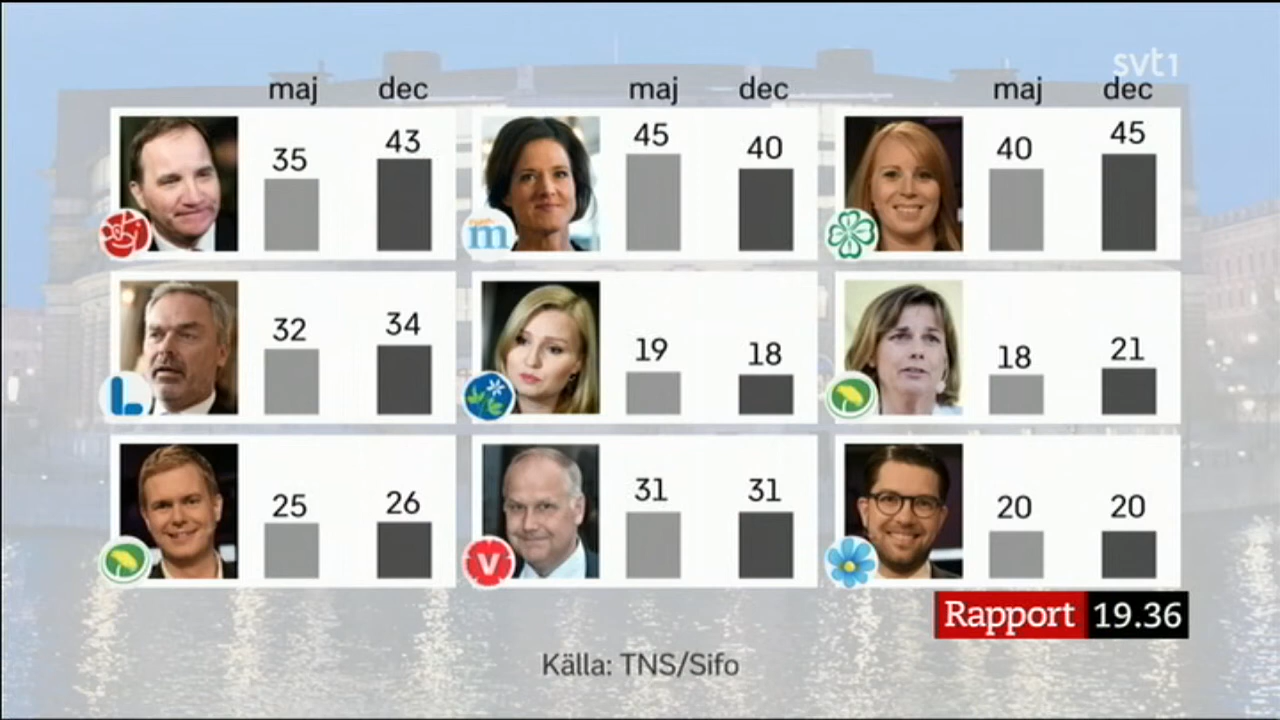 svt1
maj dec maj dec maj dec
35 43 45 40 40 45
m
32 34 19 18 18 21
L
25 26 31 31 20 20
V
Rapport 19.36
Källa: TNS/Sifo